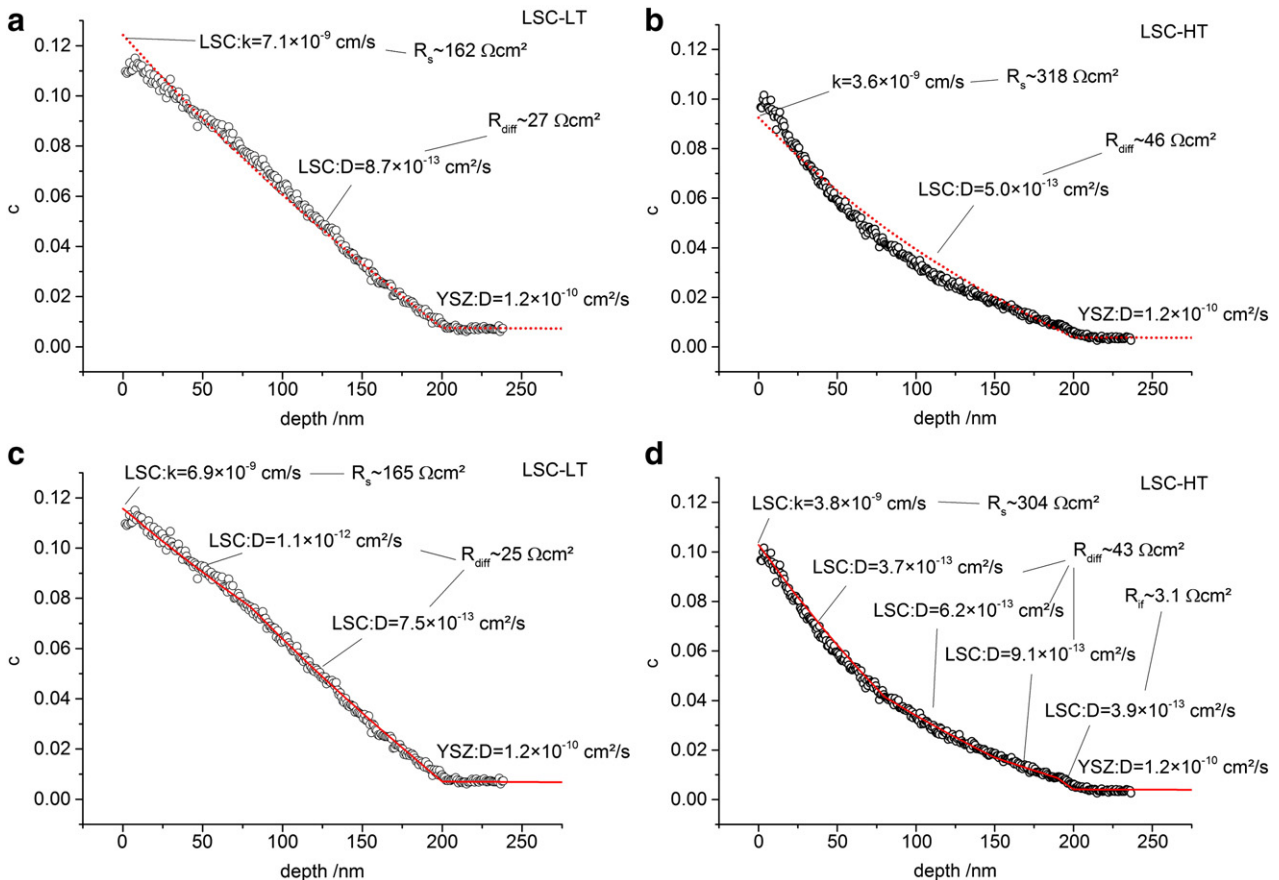 a
LSC-LT
LSC:k=7.1×10⁻⁹ cm/s
Rₛ~162 Ωcm²
R_diff~27 Ωcm²
LSC:D=8.7×10⁻¹³ cm²/s
YSZ:D=1.2×10⁻¹⁰ cm²/s
0.12
0.10
0.08
0.06
0.04
0.02
0.00
c
0 50 100 150 200 250
depth /nm
b
LSC-HT
k=3.6×10⁻⁹ cm/s
Rₛ~318 Ωcm²
R_diff~46 Ωcm²
LSC:D=5.0×10⁻¹³ cm²/s
YSZ:D=1.2×10⁻¹⁰ cm²/s
0.12
0.10
0.08
0.06
0.04
0.02
0.00
c
0 50 100 150 200 250
depth /nm
c
LSC-LT
LSC:k=6.9×10⁻⁹ cm/s
Rₛ~165 Ωcm²
LSC:D=1.1×10⁻¹² cm²/s
R_diff~25 Ωcm²
LSC:D=7.5×10⁻¹³ cm²/s
YSZ:D=1.2×10⁻¹⁰ cm²/s
0.12
0.10
0.08
0.06
0.04
0.02
0.00
c
0 50 100 150 200 250
depth /nm
d
LSC-HT
LSC:k=3.8×10⁻⁹ cm/s
Rₛ~304 Ωcm²
LSC:D=3.7×10⁻¹³ cm²/s
R_diff~43 Ωcm²
LSC:D=6.2×10⁻¹³ cm²/s
R_if~3.1 Ωcm²
LSC:D=9.1×10⁻¹³ cm²/s
LSC:D=3.9×10⁻¹³ cm²/s
YSZ:D=1.2×10⁻¹⁰ cm²/s
0.12
0.10
0.08
0.06
0.04
0.02
0.00
c
0 50 100 150 200 250
depth /nm